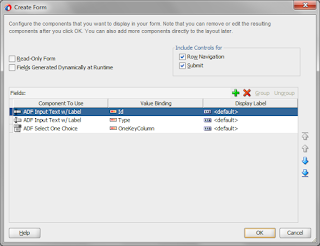 Create Form
Configure the components that you want to display in your form. Note that you can remove or edit the resulting
components after you click OK. You can also add more components directly to the layout later.
Read-Only Form
Fields Generated Dynamically at Runtime
Include Controls for
Row Navigation
Submit
Fields:
Group Ungroup
Component To Use Value Binding Display Label
ADF Input Text w/ Label Id <default>
ADF Input Text w/ Label Type <default>
ADF Select One Choice OneKeyColumn <default>
Help OK Cancel